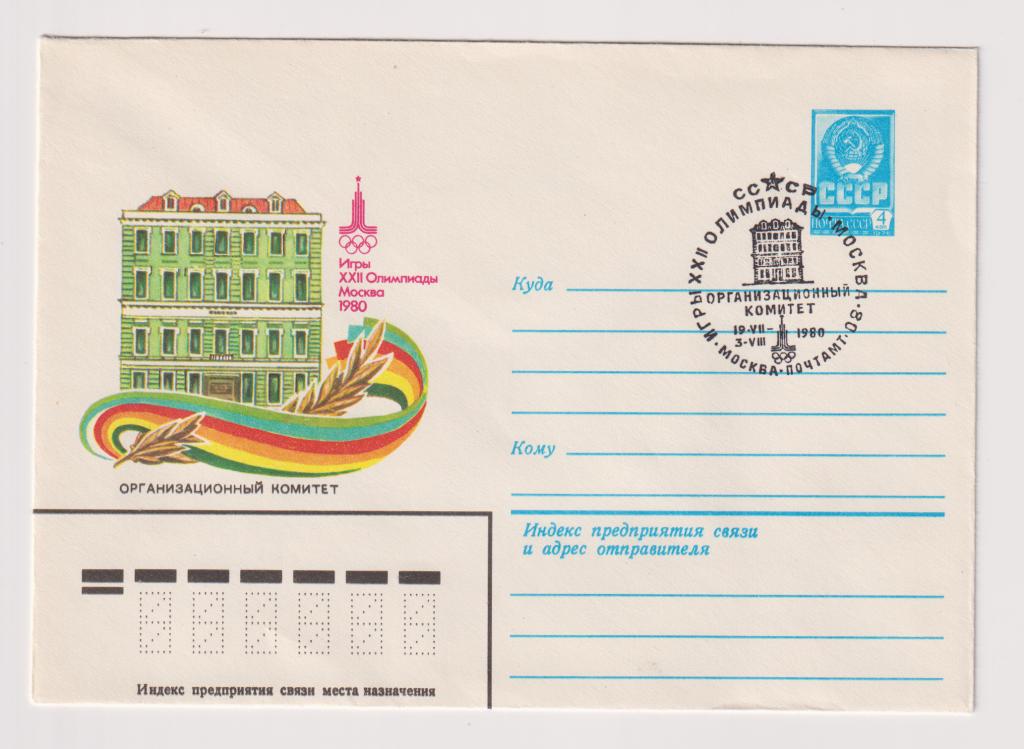 Игры
XXII Олимпиады
Москва
1980
ОРГАНИЗАЦИОННЫЙ КОМИТЕТ
СССР
ПОЧТА СССР
4
коп
СССР
ИГРЫ XXII ОЛИМПИАДЫ·МОСКВА·80
ОРГАНИЗАЦИОННЫЙ
КОМИТЕТ
19·VII–
3·VIII
1980
·МОСКВА·ПОЧТАМТ·
Куда
Кому
Индекс предприятия связи
и адрес отправителя
Индекс предприятия связи места назначения